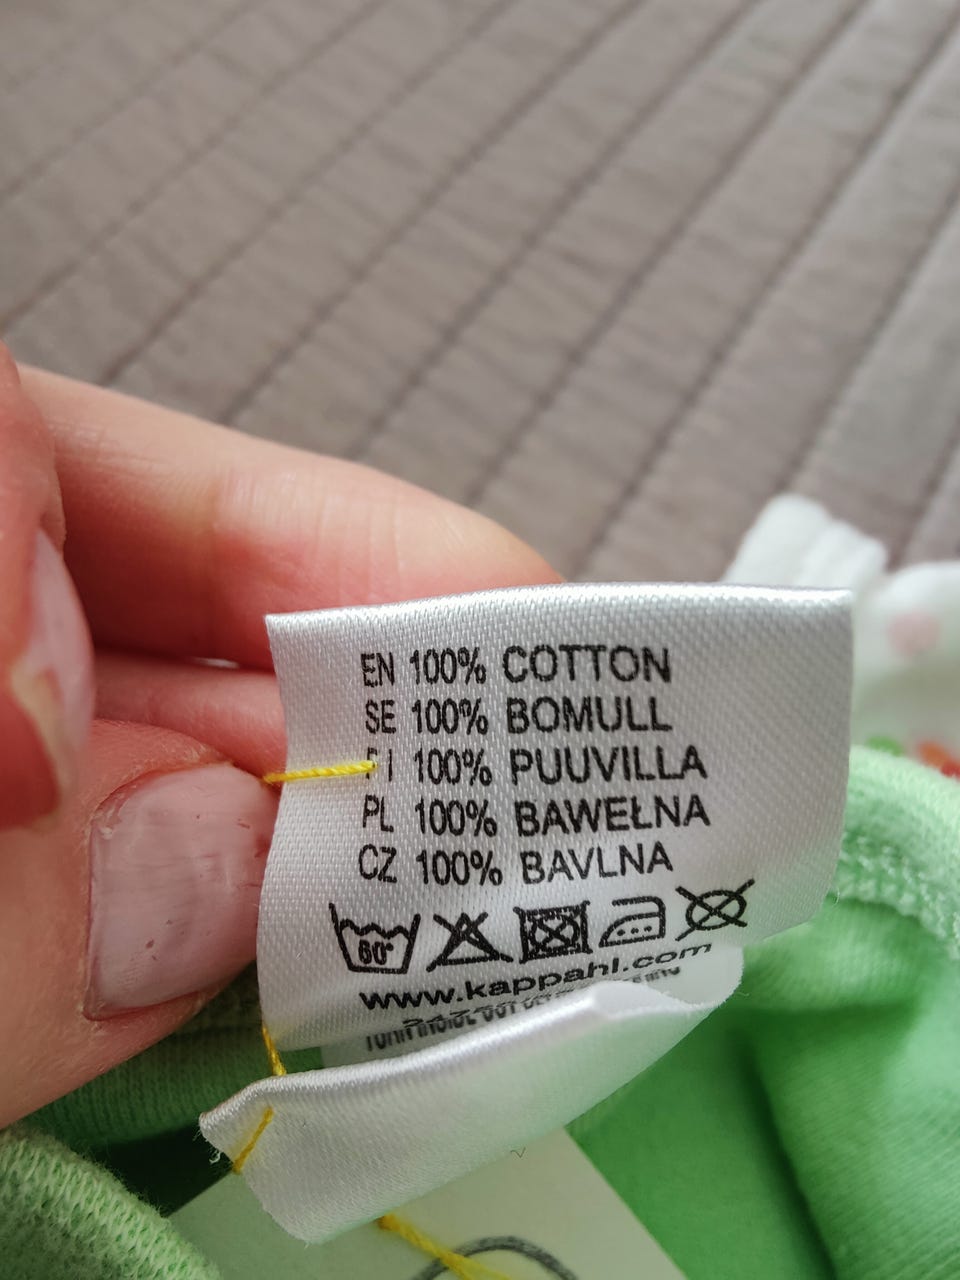 EN 100% COTTON
SE 100% BOMULL
FI 100% PUUVILLA
PL 100% BAWEŁNA
CZ 100% BAVLNA
60°
www.kappahl.com